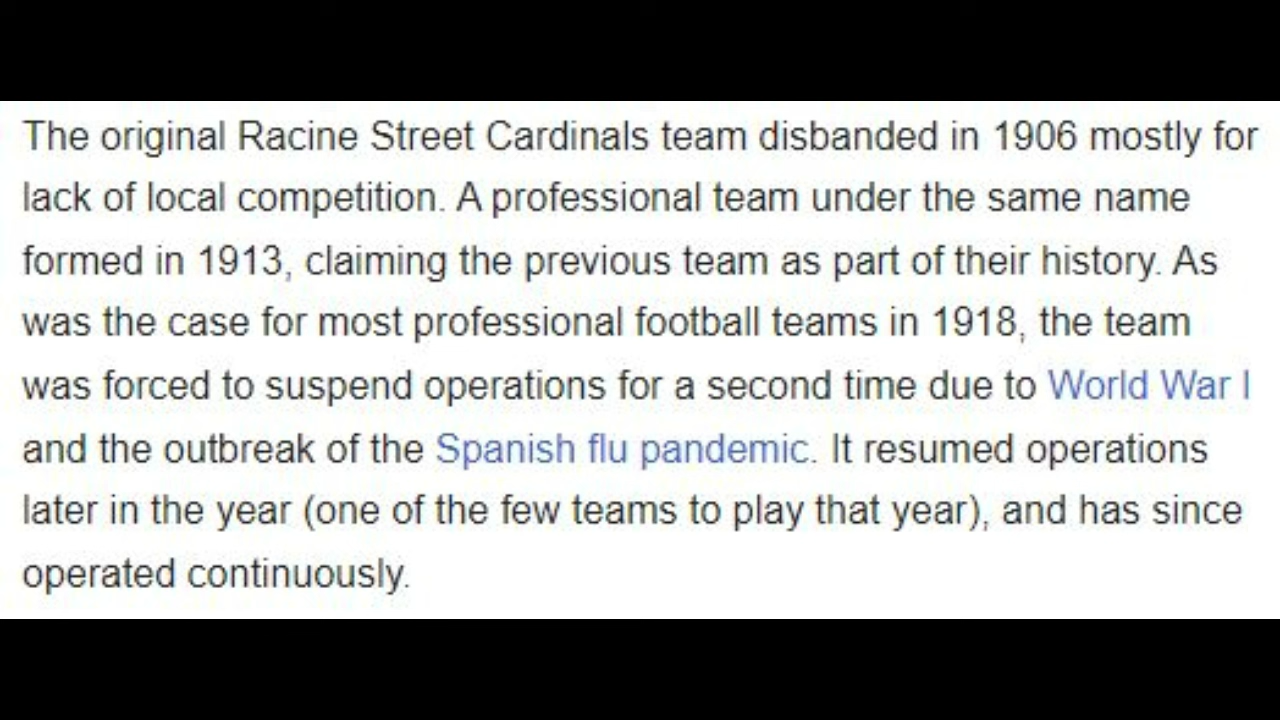 The original Racine Street Cardinals team disbanded in 1906 mostly for
lack of local competition. A professional team under the same name
formed in 1913, claiming the previous team as part of their history. As
was the case for most professional football teams in 1918, the team
was forced to suspend operations for a second time due to World War I
and the outbreak of the Spanish flu pandemic. It resumed operations
later in the year (one of the few teams to play that year), and has since
operated continuously.